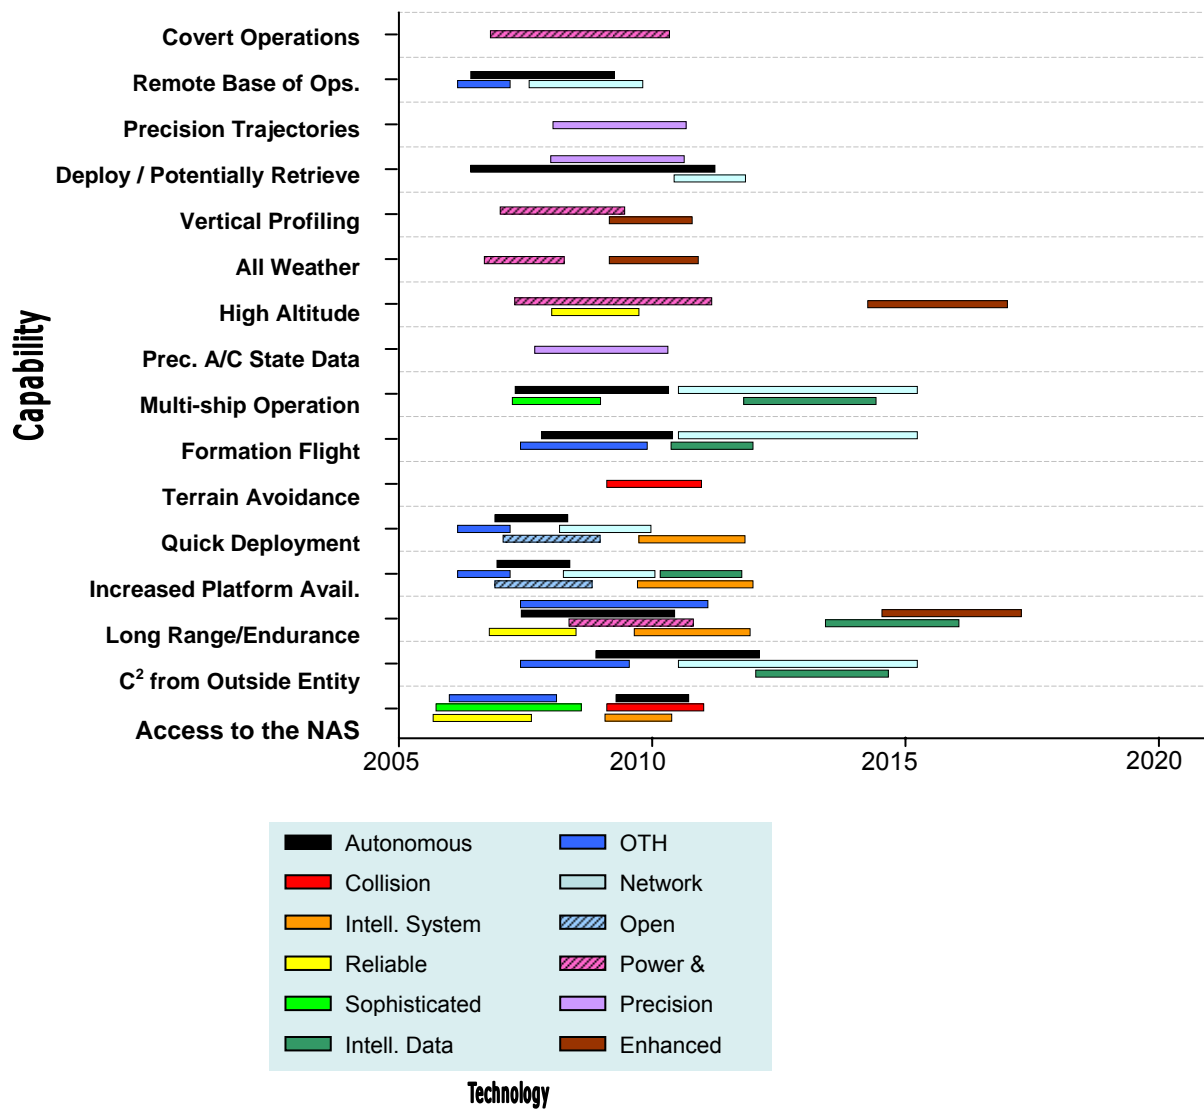 Capability
Covert Operations
Remote Base of Ops.
Precision Trajectories
Deploy / Potentially Retrieve
Vertical Profiling
All Weather
High Altitude
Prec. A/C State Data
Multi-ship Operation
Formation Flight
Terrain Avoidance
Quick Deployment
Increased Platform Avail.
Long Range/Endurance
C² from Outside Entity
Access to the NAS
2005 2010 2015 2020
Autonomous OTH
Collision Network
Intell. System Open
Reliable Power &
Sophisticated Precision
Intell. Data Enhanced
Technology